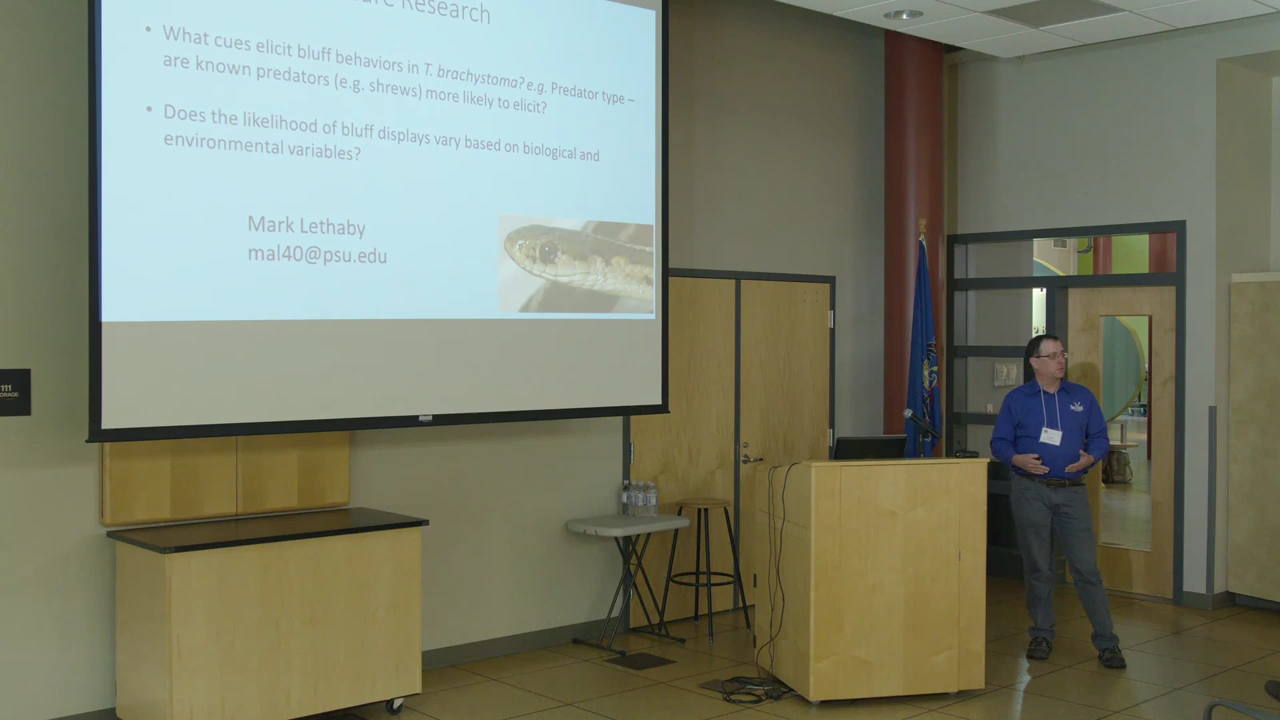 Research
• What cues elicit bluff behaviors in T. brachystoma? e.g. Predator type –
are known predators (e.g. shrews) more likely to elicit?
• Does the likelihood of bluff displays vary based on biological and
environmental variables?
Mark Lethaby
mal40@psu.edu
111